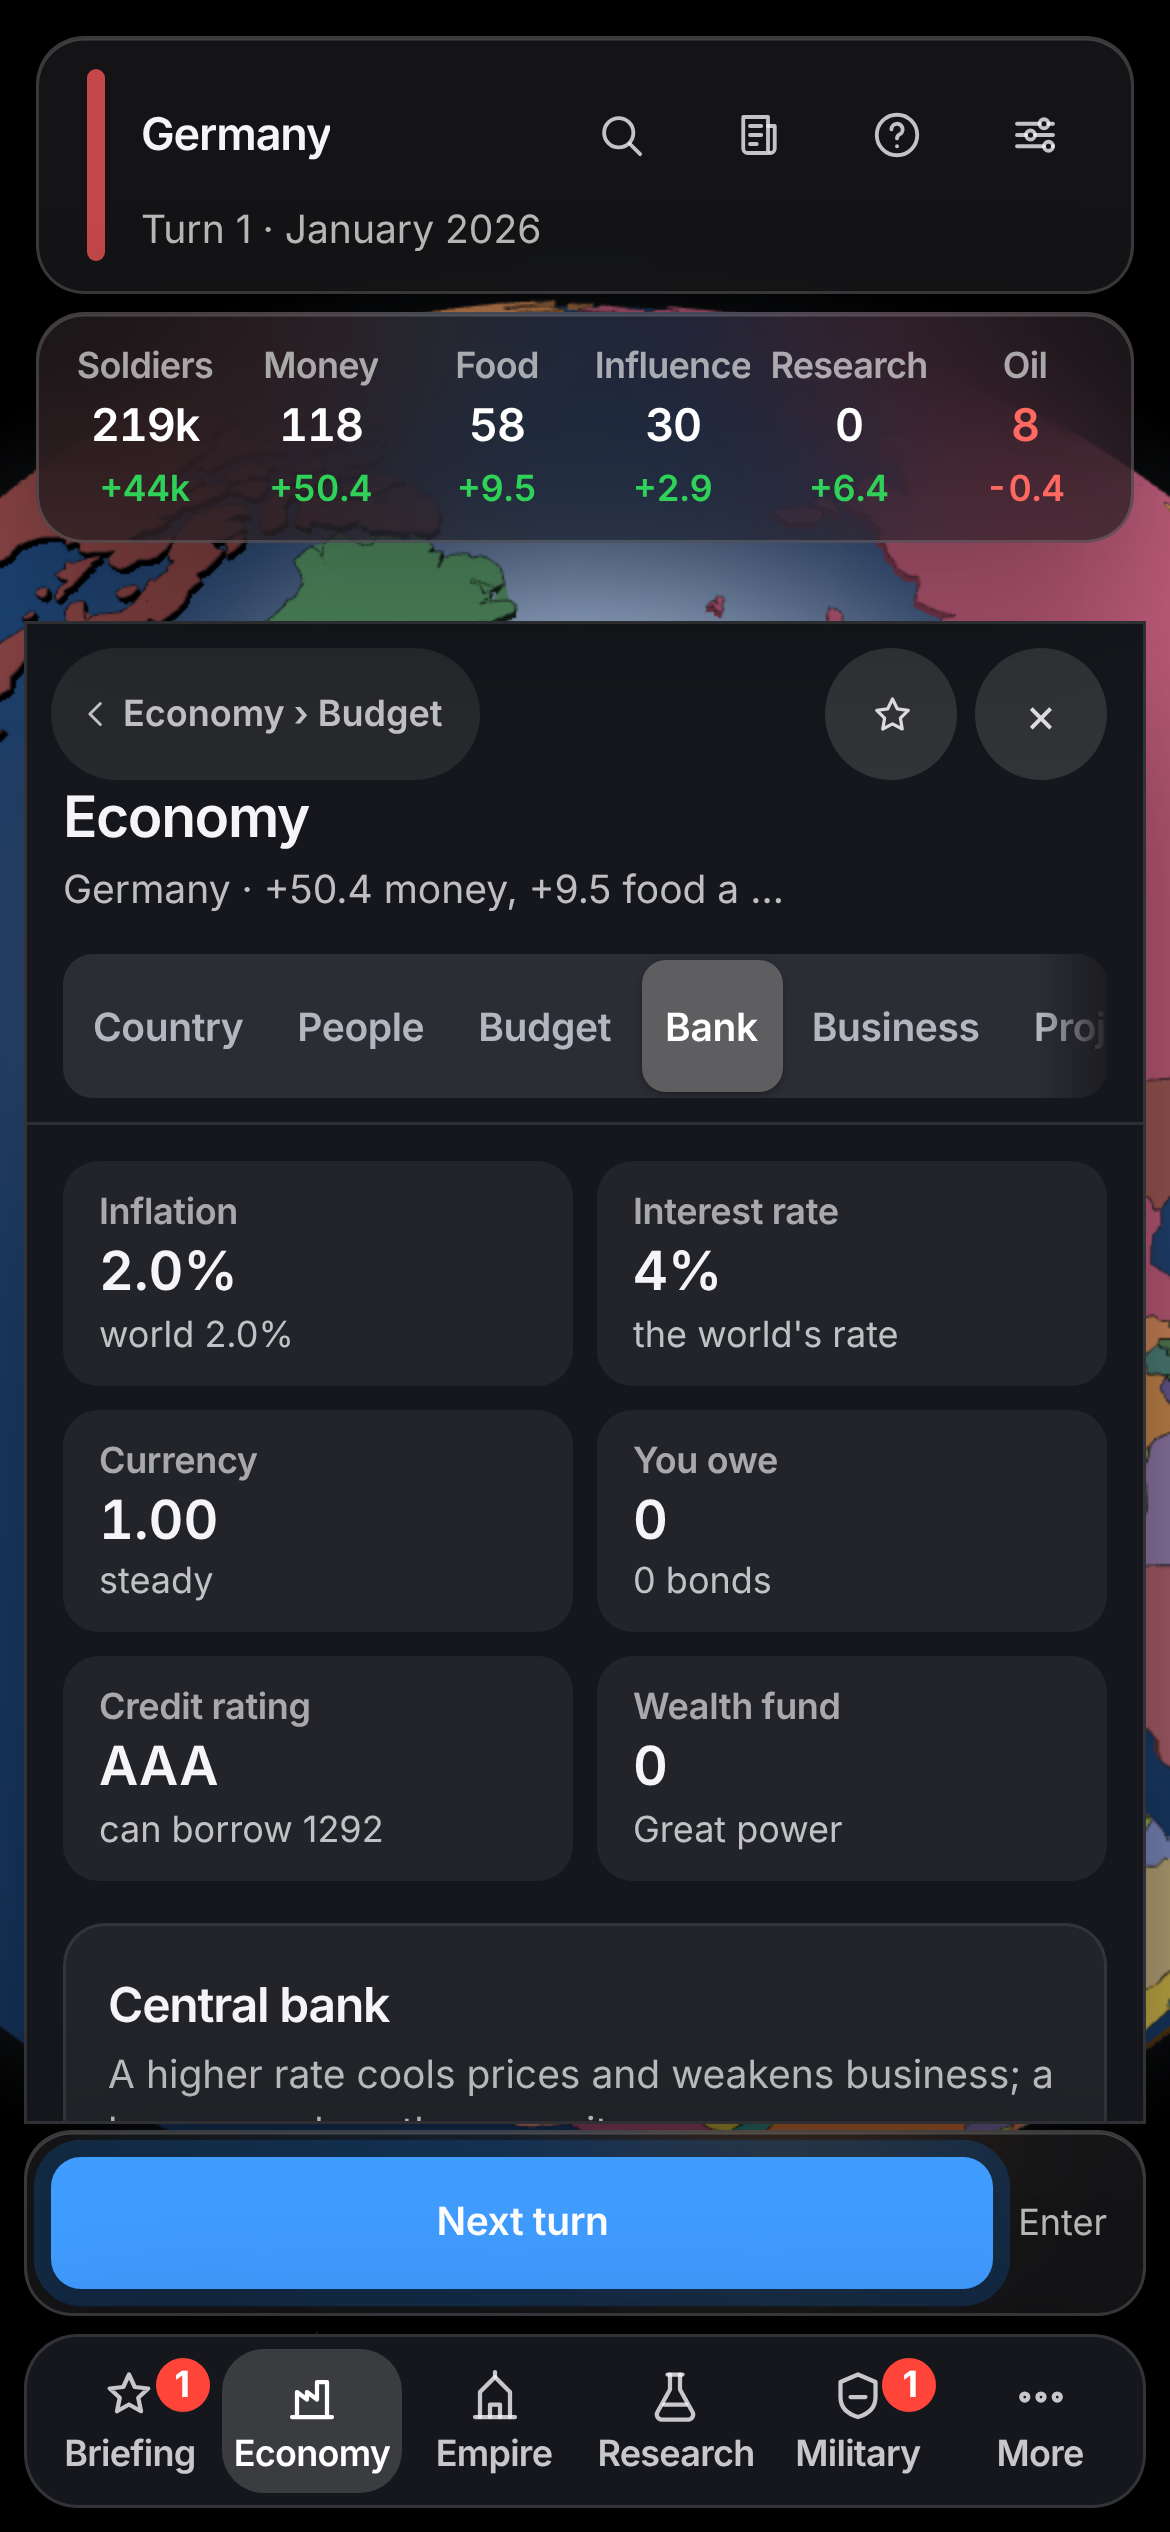 Germany
Turn 1 · January 2026
Soldiers Money Food Influence Research Oil
219k 118 58 30 0 8
+44k +50.4 +9.5 +2.9 +6.4 -0.4
Economy › Budget
Economy
Germany · +50.4 money, +9.5 food a ...
Country People Budget Bank Business Proj
Inflation Interest rate
2.0% 4%
world 2.0% the world's rate
Currency You owe
1.00 0
steady 0 bonds
Credit rating Wealth fund
AAA 0
can borrow 1292 Great power
Central bank
A higher rate cools prices and weakens business; a
Next turn Enter
1 1
Briefing Economy Empire Research Military More